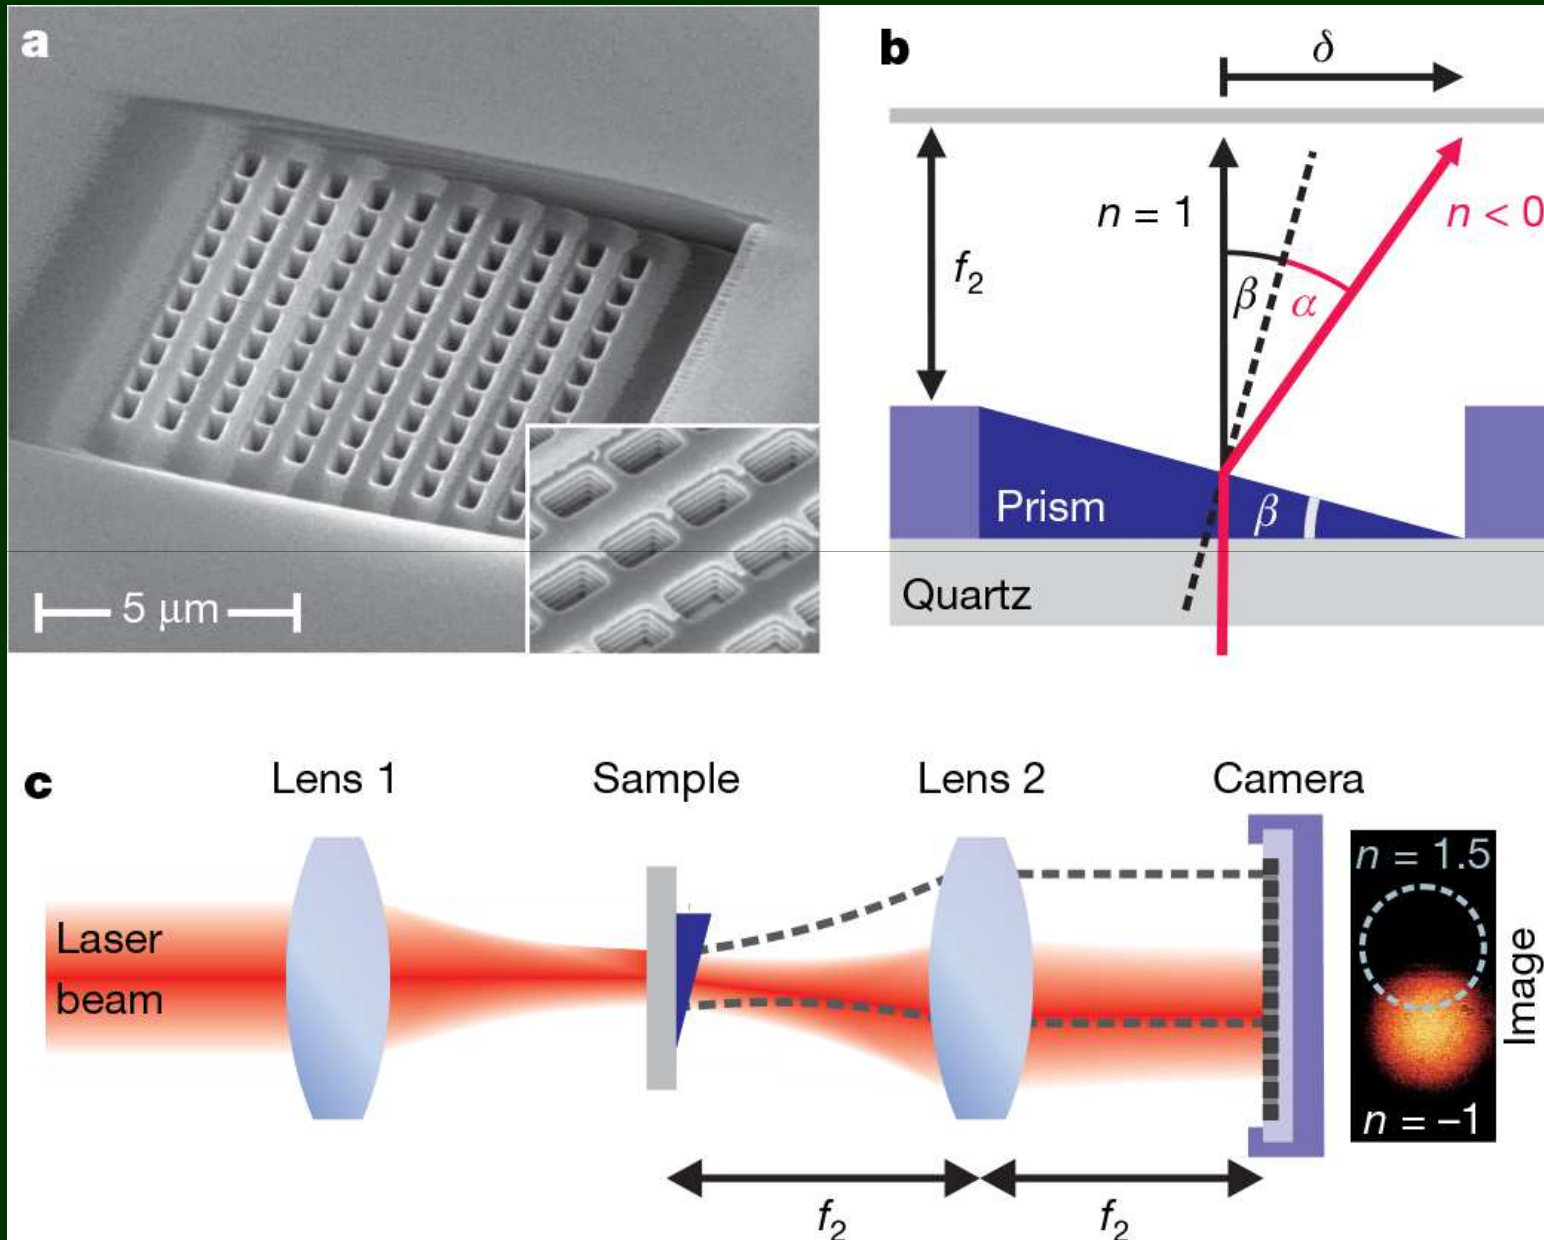 a
5 μm
b
δ
n = 1
n < 0
f₂
β
α
Prism
β
Quartz
c
Lens 1
Sample
Lens 2
Camera
Laser
beam
n = 1.5
n = –1
Image
f₂
f₂